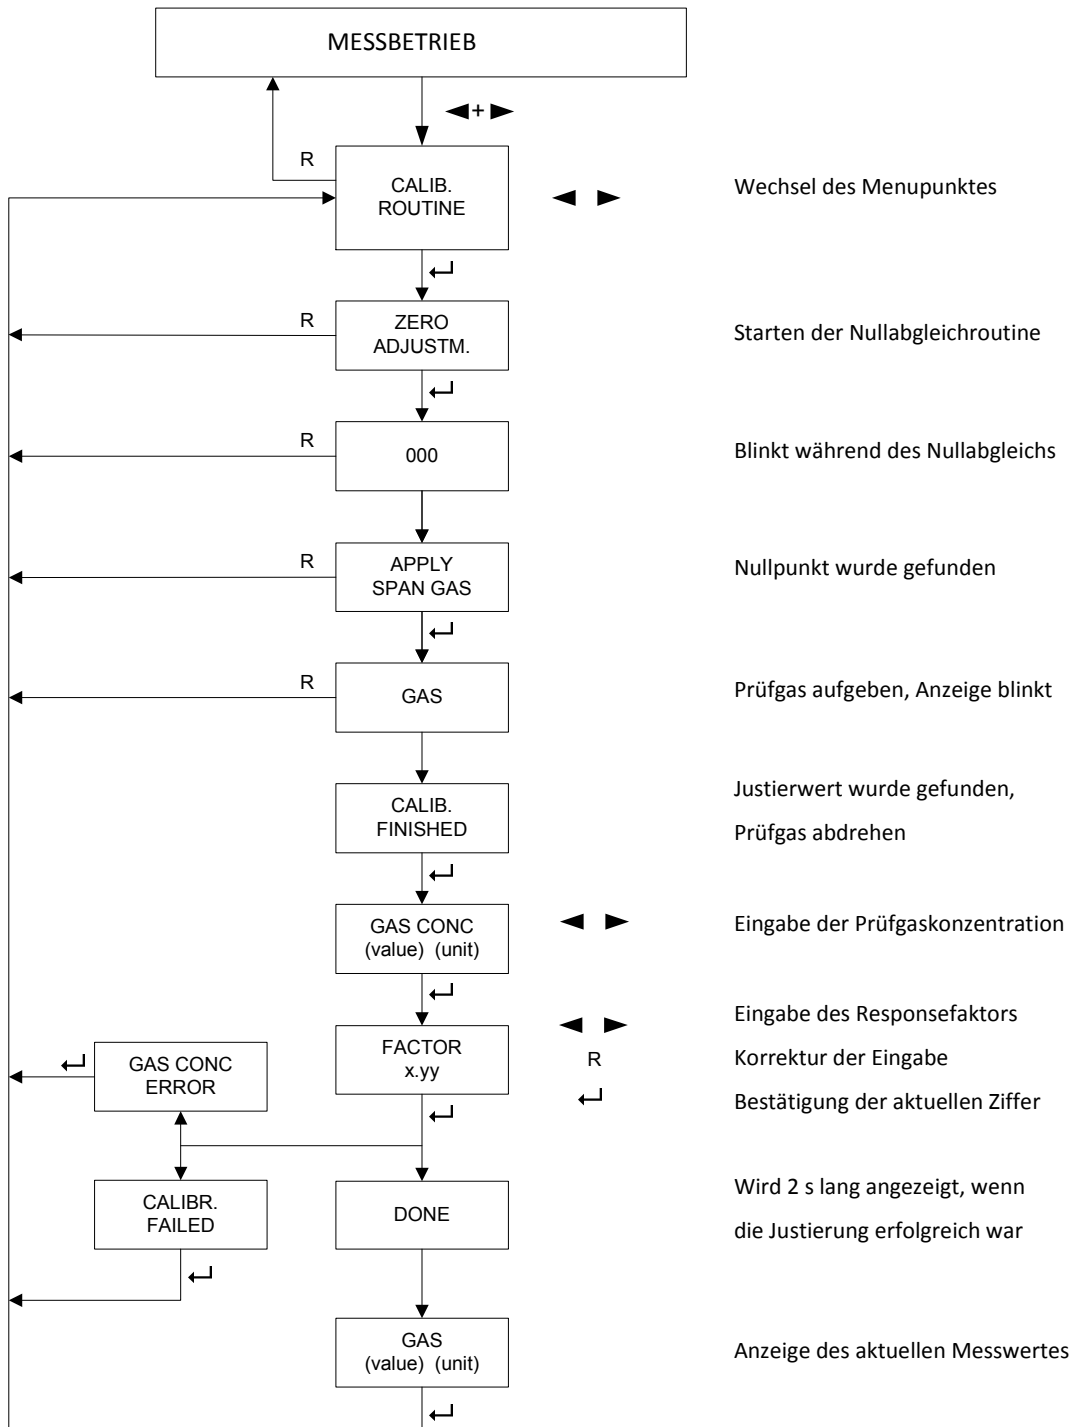 MESSBETRIEB
◄+►
R
CALIB.
ROUTINE
◄ ►
Wechsel des Menupunktes
↵
R
ZERO
ADJUSTM.
Starten der Nullabgleichroutine
↵
R
000
Blinkt während des Nullabgleichs
R
APPLY
SPAN GAS
Nullpunkt wurde gefunden
↵
R
GAS
Prüfgas aufgeben, Anzeige blinkt
CALIB.
FINISHED
Justierwert wurde gefunden,
Prüfgas abdrehen
↵
GAS CONC
(value) (unit)
◄ ►
Eingabe der Prüfgaskonzentration
↵
FACTOR
x.yy
◄ ►
Eingabe des Responsefaktors
R
Korrektur der Eingabe
↵
Bestätigung der aktuellen Ziffer
↵
GAS CONC
ERROR
↵
CALIBR.
FAILED
↵
DONE
Wird 2 s lang angezeigt, wenn
die Justierung erfolgreich war
GAS
(value) (unit)
Anzeige des aktuellen Messwertes
↵